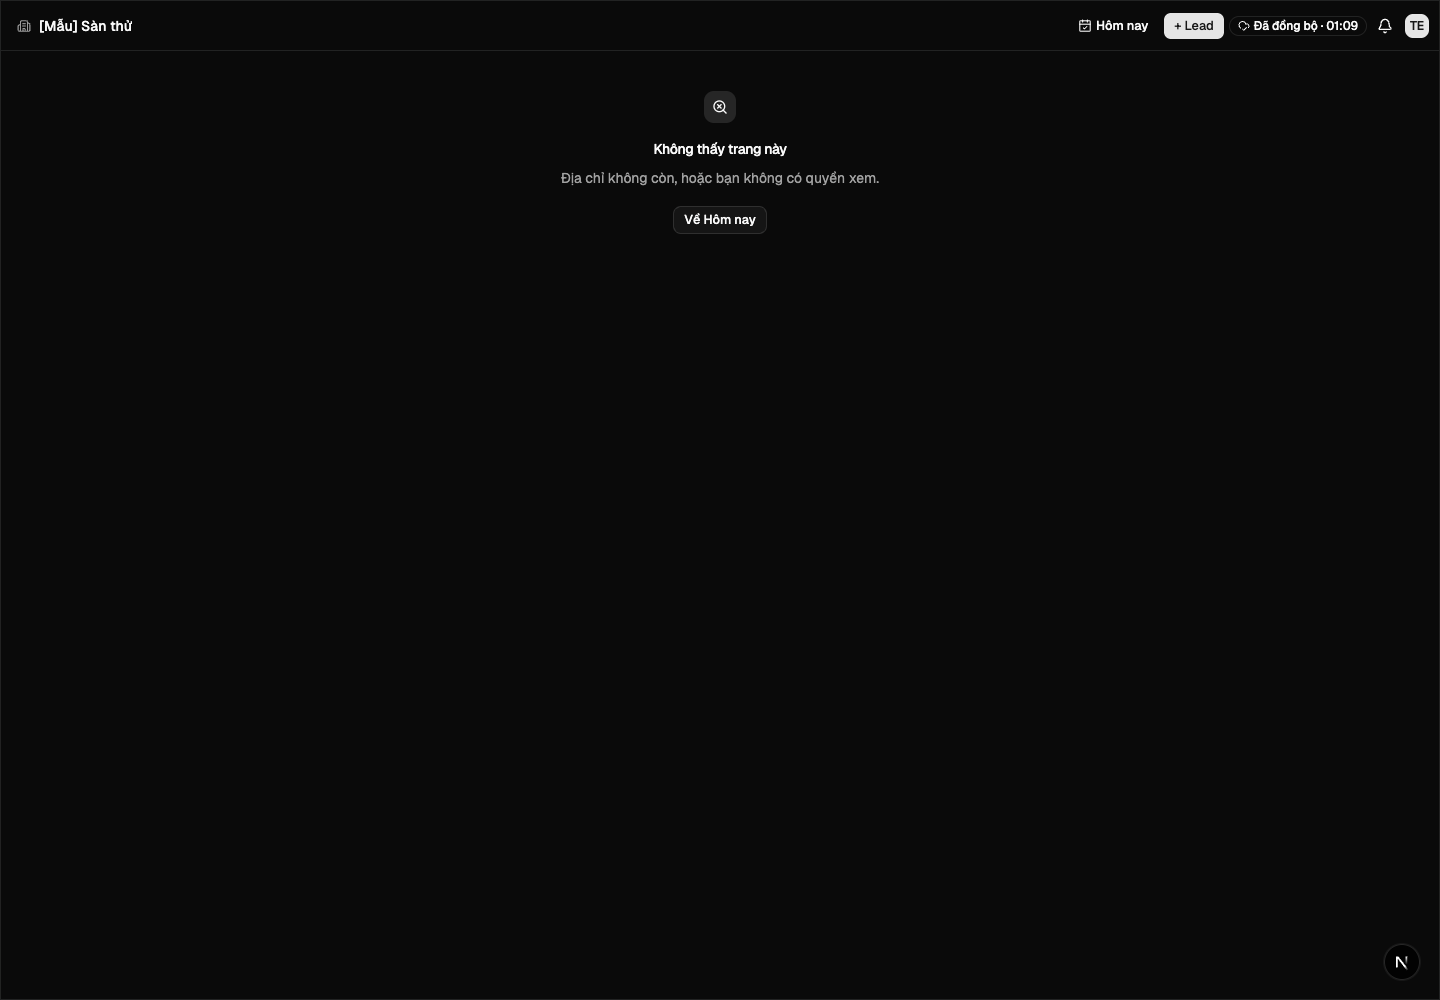 [Mẫu] Sàn thử
Hôm nay
+ Lead
Đã đồng bộ · 01:09
TE
Không thấy trang này
Địa chỉ không còn, hoặc bạn không có quyền xem.
Về Hôm nay
N